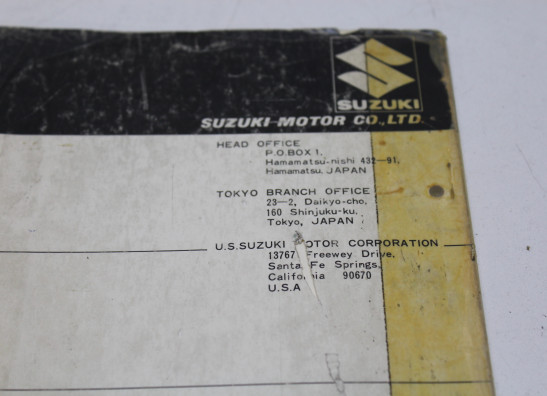 SUZUKI
SUZUKI MOTOR CO.,LTD.
HEAD OFFICE
P.O.BOX 1,
Hamamatsu-nishi 432—91,
Hamamatsu, JAPAN
TOKYO BRANCH OFFICE
23—2, Daikyo-cho,
160 Shinjuku-ku,
Tokyo, JAPAN
U.S.SUZUKI MOTOR CORPORATION
13767 Freewey Drive,
Santa Fe Springs,
California 90670
U.S.A